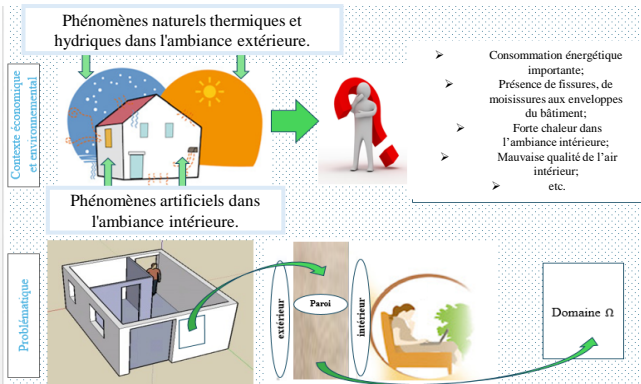 Phénomènes naturels thermiques et
hydriques dans l'ambiance extérieure.
Contexte économique
et environnemental
➢ Consommation énergétique
importante;
➢ Présence de fissures, de
moisissures aux enveloppes
du bâtiment;
➢ Forte chaleur dans
l'ambiance intérieure;
➢ Mauvaise qualité de l'air
intérieur;
➢ etc.
Phénomènes artificiels dans
l'ambiance intérieure.
Problématique
extérieur
Paroi
intérieur
Domaine Ω